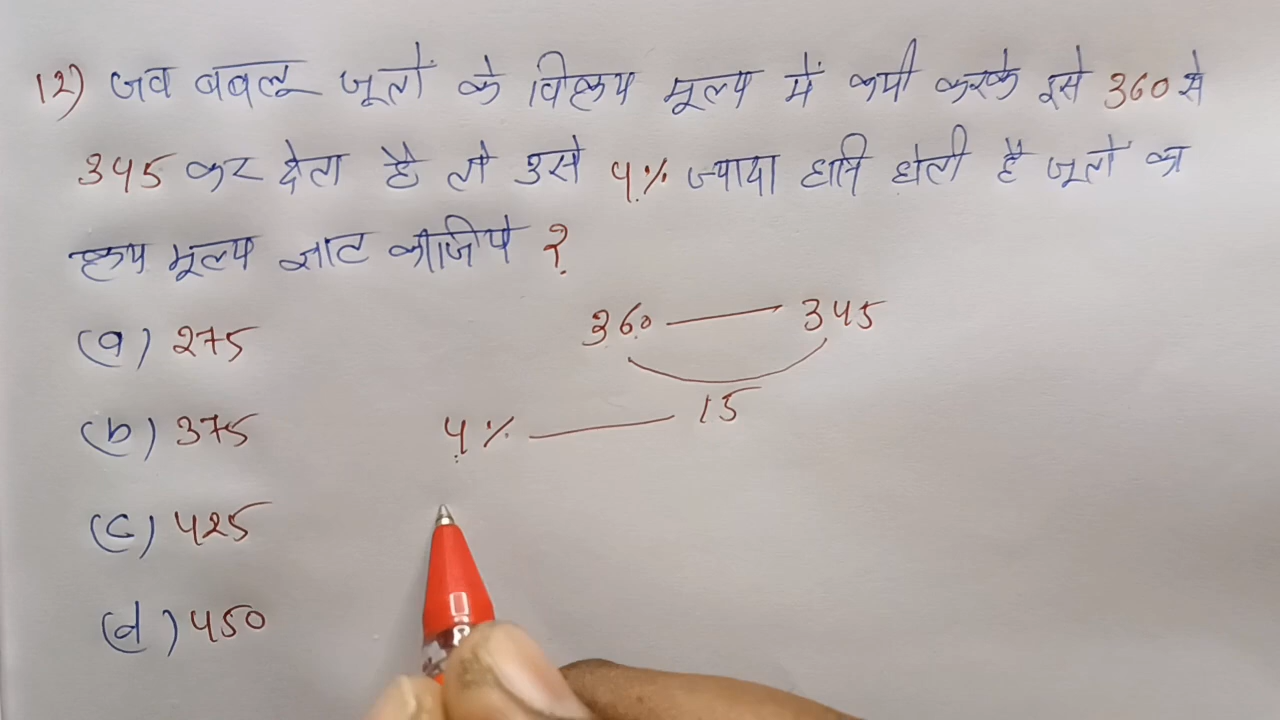 12) जब बबलू जूतों के विक्रय मूल्य में कमी करके इसे 360 से
345 कर देता है तो उसे 4% ज्यादा हानि होती है जूतों का
क्रय मूल्य ज्ञात कीजिये ?
(a) 275
(b) 375
(c) 425
(d) 450
360 — 345
15
4% —